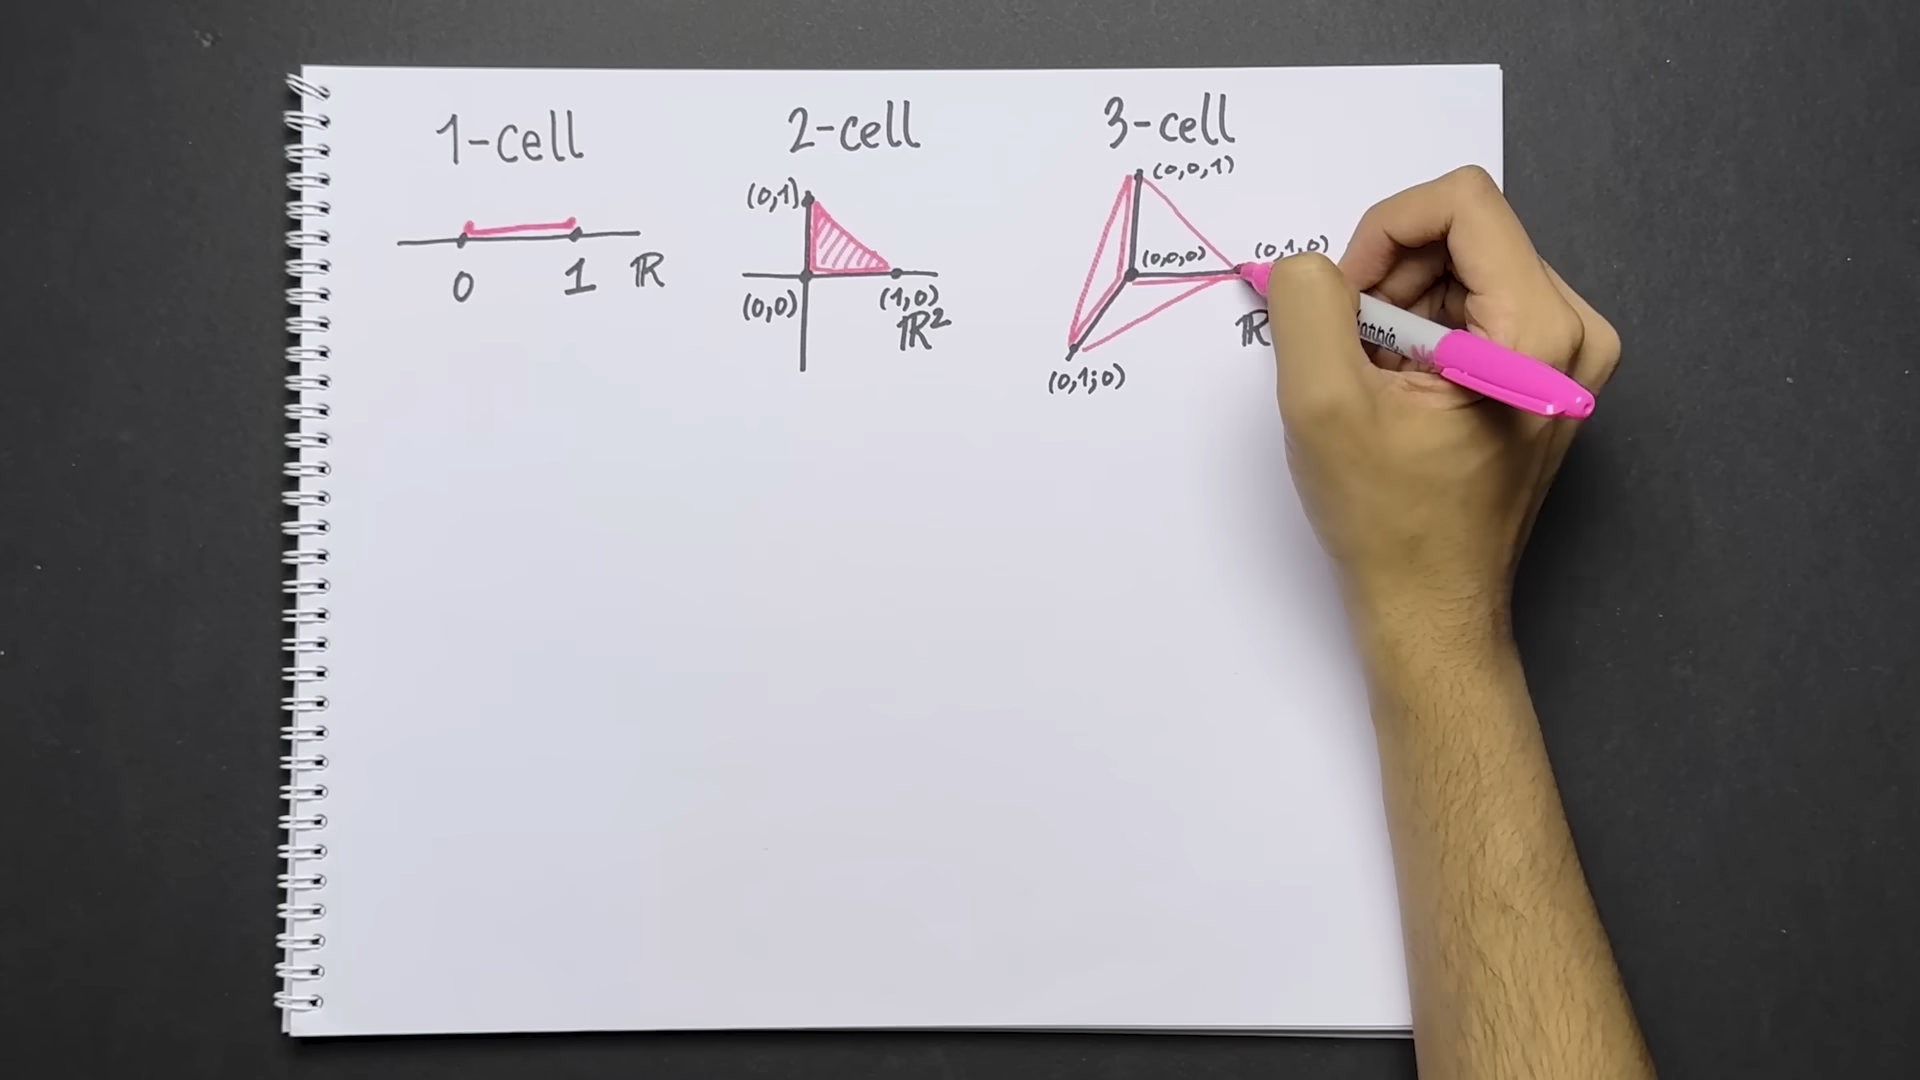 1-cell
0 1 ℝ
2-cell
(0,1)
(0,0) (1,0)
ℝ²
3-cell
(0,0,1)
(0,0,0) (0,1,0)
ℝ
(0,1,0)